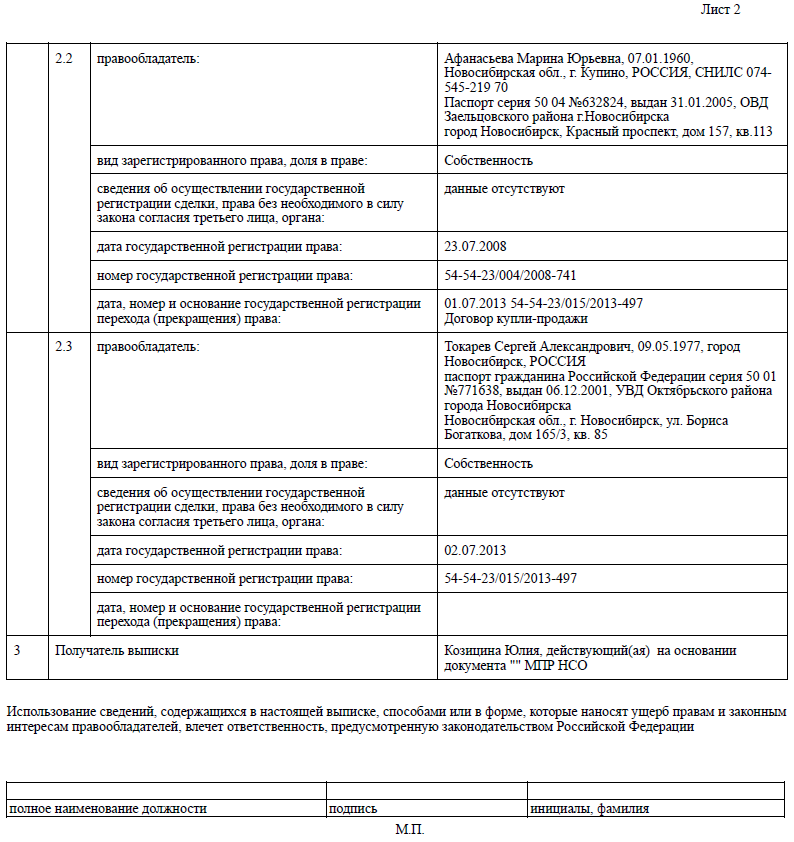 Лист 2
2.2
правообладатель:
Афанасьева Марина Юрьевна, 07.01.1960,
Новосибирская обл., г. Купино, РОССИЯ, СНИЛС 074-
545-219 70
Паспорт серия 50 04 №632824, выдан 31.01.2005, ОВД
Заельцовского района г.Новосибирска
город Новосибирск, Красный проспект, дом 157, кв.113
вид зарегистрированного права, доля в праве:
Собственность
сведения об осуществлении государственной
регистрации сделки, права без необходимого в силу
закона согласия третьего лица, органа:
данные отсутствуют
дата государственной регистрации права:
23.07.2008
номер государственной регистрации права:
54-54-23/004/2008-741
дата, номер и основание государственной регистрации
перехода (прекращения) права:
01.07.2013 54-54-23/015/2013-497
Договор купли-продажи
2.3
правообладатель:
Токарев Сергей Александрович, 09.05.1977, город
Новосибирск, РОССИЯ
паспорт гражданина Российской Федерации серия 50 01
№771638, выдан 06.12.2001, УВД Октябрьского района
города Новосибирска
Новосибирская обл., г. Новосибирск, ул. Бориса
Богаткова, дом 165/3, кв. 85
вид зарегистрированного права, доля в праве:
Собственность
сведения об осуществлении государственной
регистрации сделки, права без необходимого в силу
закона согласия третьего лица, органа:
данные отсутствуют
дата государственной регистрации права:
02.07.2013
номер государственной регистрации права:
54-54-23/015/2013-497
дата, номер и основание государственной регистрации
перехода (прекращения) права:
3
Получатель выписки
Козицина Юлия, действующий(ая) на основании
документа "" МПР НСО
Использование сведений, содержащихся в настоящей выписке, способами или в форме, которые наносят ущерб правам и законным
интересам правообладателей, влечет ответственность, предусмотренную законодательством Российской Федерации
полное наименование должности
подпись
инициалы, фамилия
М.П.